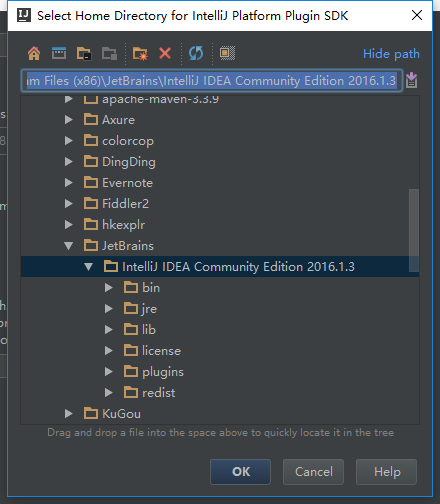 Select Home Directory for IntelliJ Platform Plugin SDK
Hide path
am Files (x86)\JetBrains\IntelliJ IDEA Community Edition 2016.1.3
apache-maven-3.3.9
Axure
colorcop
DingDing
Evernote
Fiddler2
hkexplr
JetBrains
IntelliJ IDEA Community Edition 2016.1.3
bin
jre
lib
license
plugins
redist
KuGou
Drag and drop a file into the space above to quickly locate it in the tree
OK
Cancel
Help